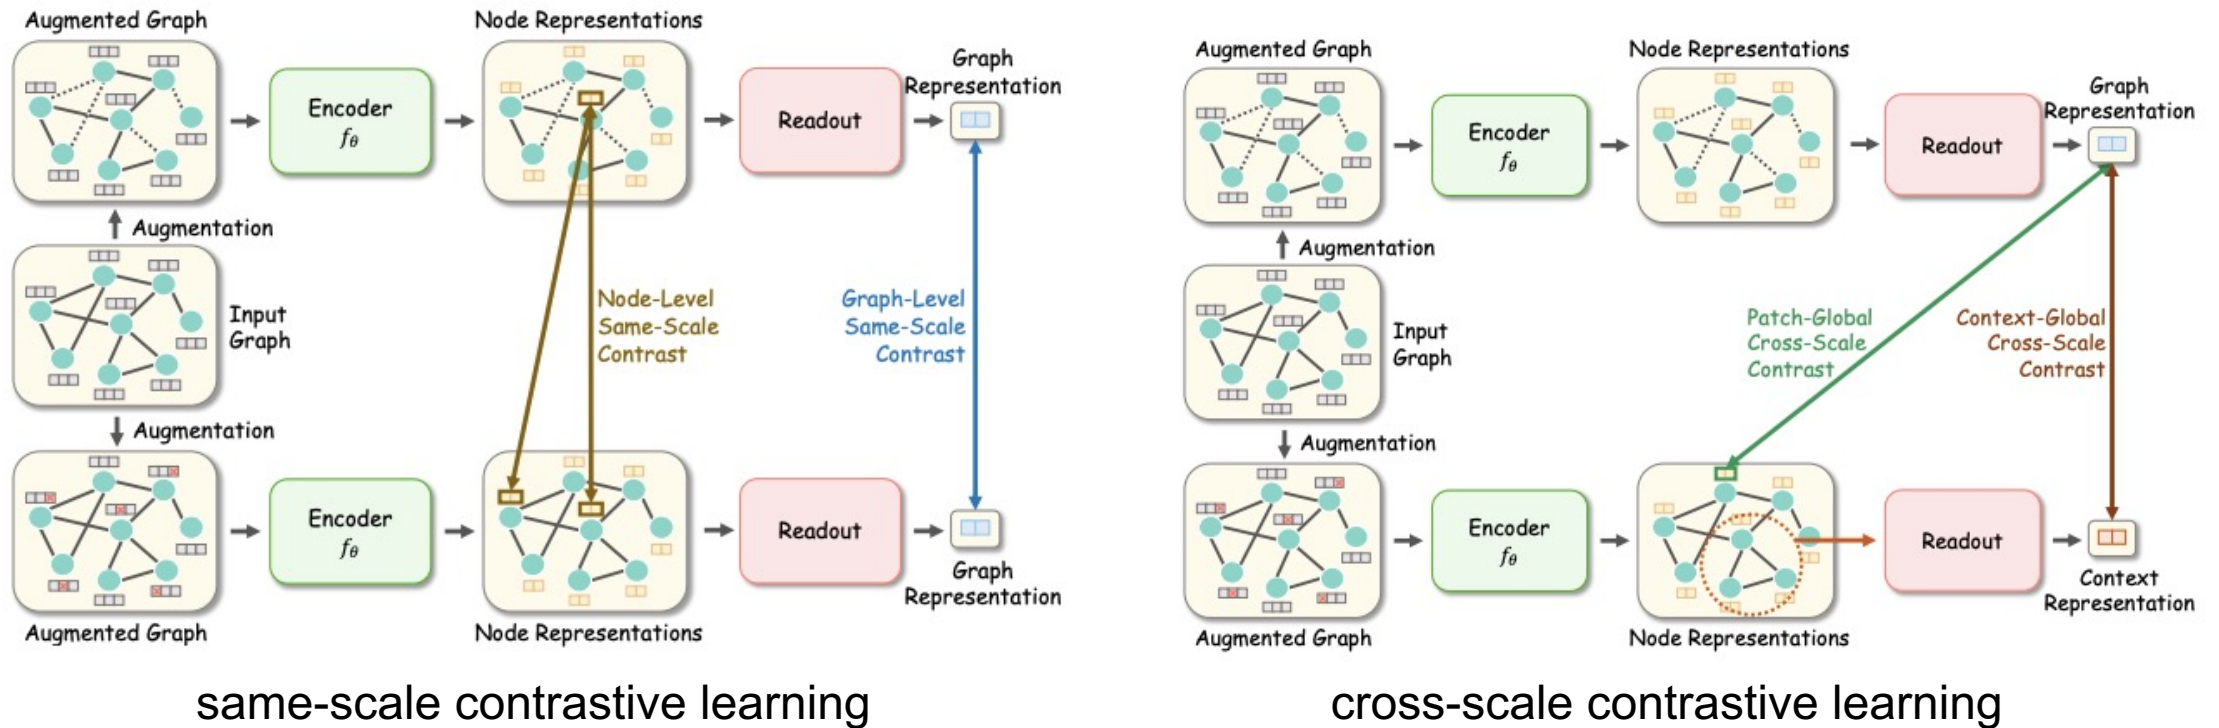 Augmented Graph
Node Representations
Graph
Representation
Encoder
fθ
Readout
Augmentation
Input
Graph
Node-Level
Same-Scale
Contrast
Graph-Level
Same-Scale
Contrast
Augmentation
Encoder
fθ
Readout
Graph
Representation
Augmented Graph
Node Representations
same-scale contrastive learning
Augmented Graph
Node Representations
Graph
Representation
Encoder
fθ
Readout
Augmentation
Input
Graph
Patch-Global
Cross-Scale
Contrast
Context-Global
Cross-Scale
Contrast
Augmentation
Encoder
fθ
Readout
Context
Representation
Augmented Graph
Node Representations
cross-scale contrastive learning